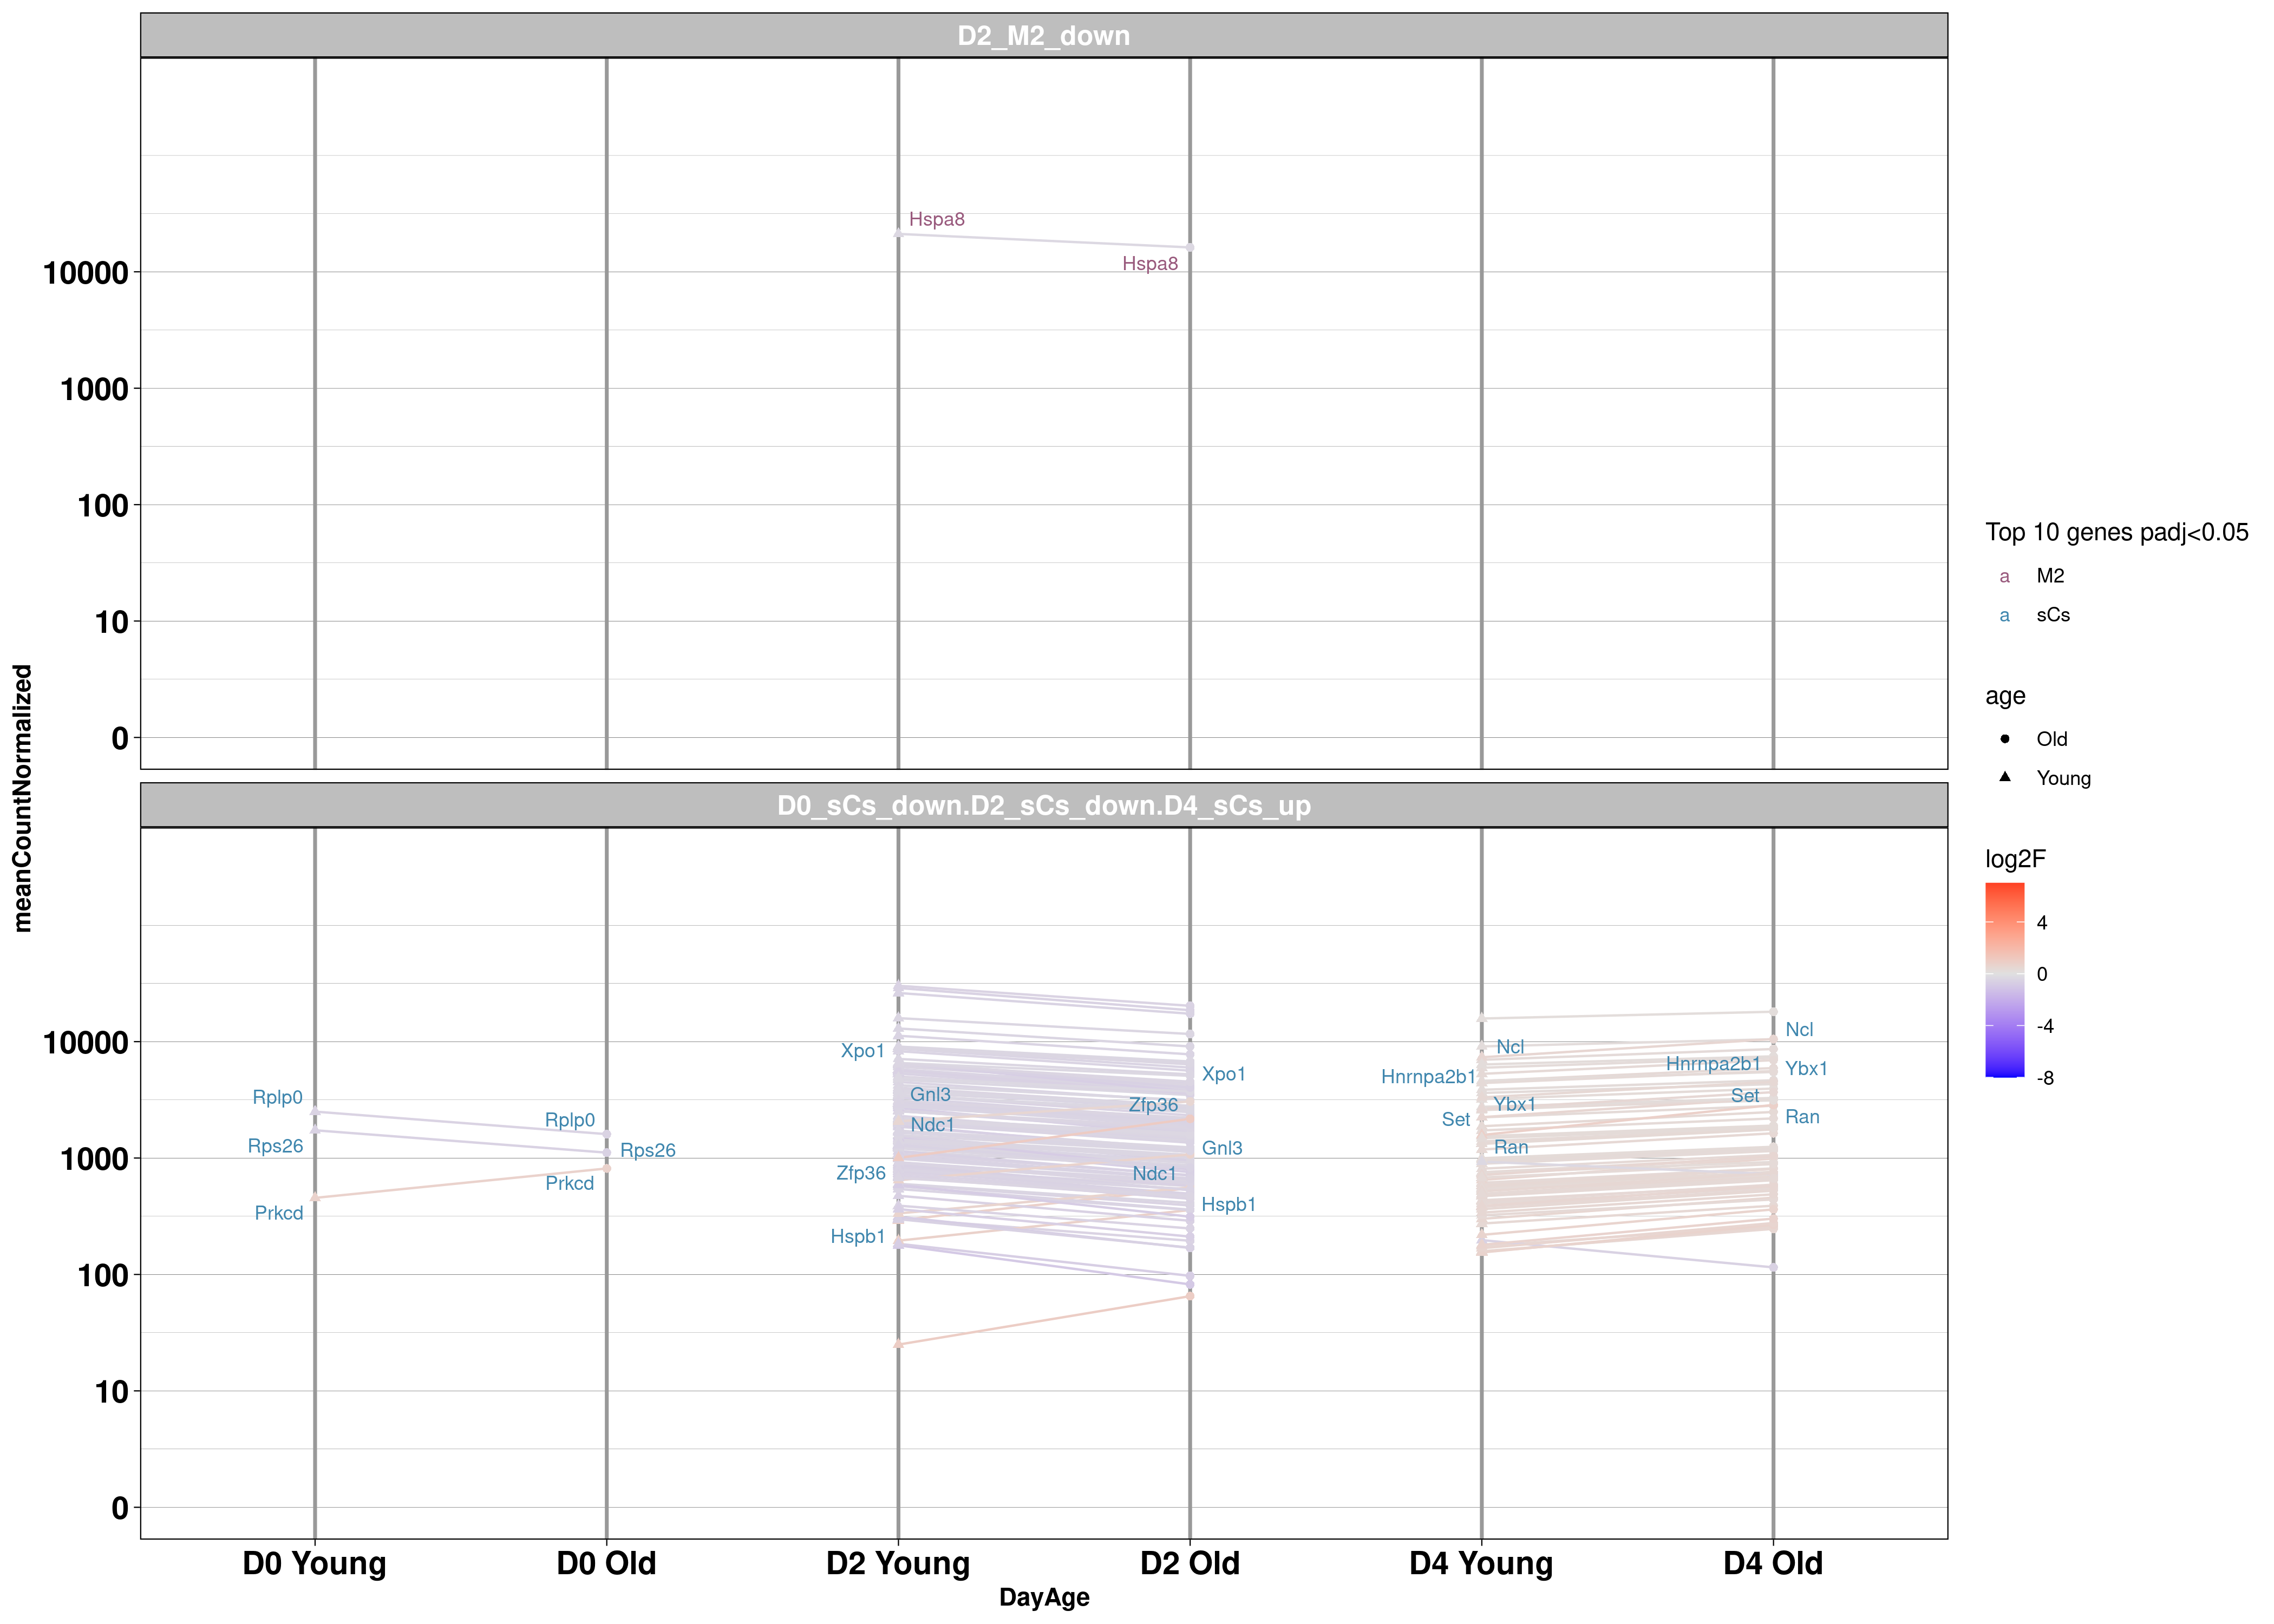 D2_M2_down
Hspa8
Hspa8
10000
1000
100
10
0
meanCountNormalized
D0_sCs_down.D2_sCs_down.D4_sCs_up
10000
1000
100
10
0
Rplp0
Rps26
Prkcd
Rplp0
Rps26
Prkcd
Xpo1
Gnl3
Ndc1
Zfp36
Hspb1
Xpo1
Zfp36
Gnl3
Ndc1
Hspb1
Ncl
Hnrnpa2b1
Ybx1
Set
Ran
Ncl
Hnrnpa2b1
Ybx1
Set
Ran
D0 Young
D0 Old
D2 Young
D2 Old
D4 Young
D4 Old
DayAge
Top 10 genes padj<0.05
a M2
a sCs
age
Old
Young
log2F
4
0
-4
-8